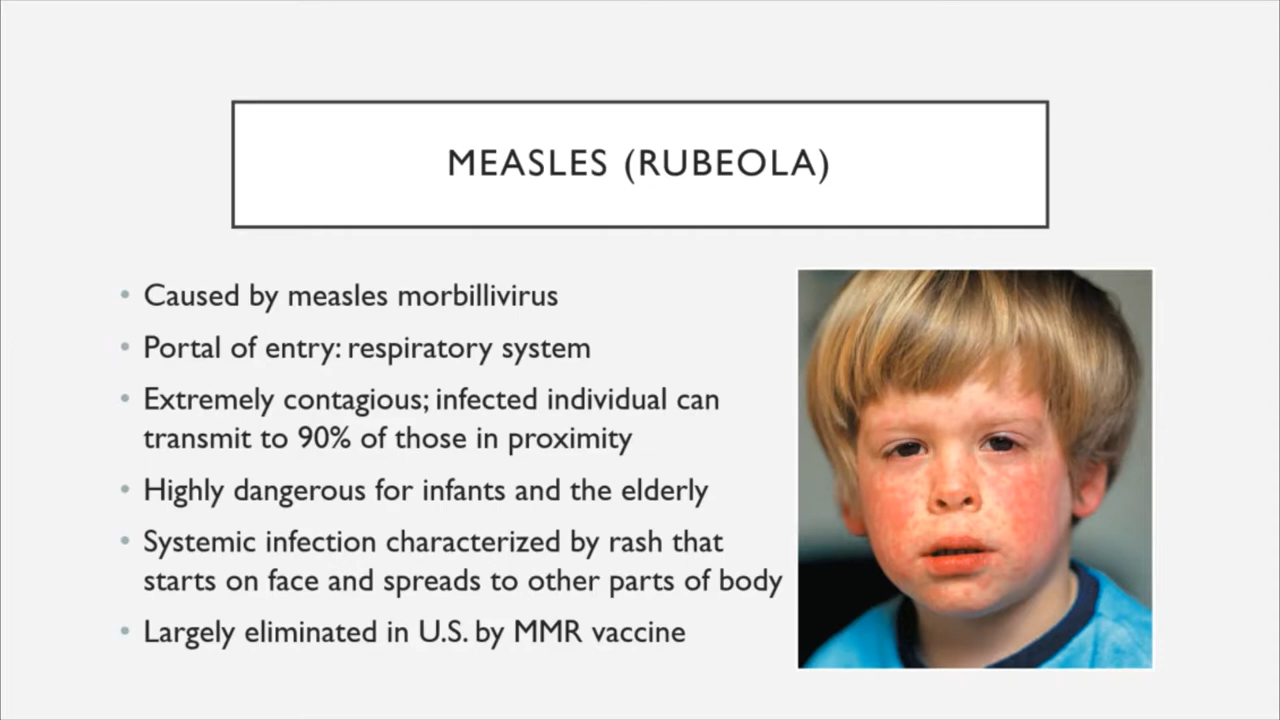 MEASLES (RUBEOLA)
• Caused by measles morbillivirus
• Portal of entry: respiratory system
• Extremely contagious; infected individual can
transmit to 90% of those in proximity
• Highly dangerous for infants and the elderly
• Systemic infection characterized by rash that
starts on face and spreads to other parts of body
• Largely eliminated in U.S. by MMR vaccine